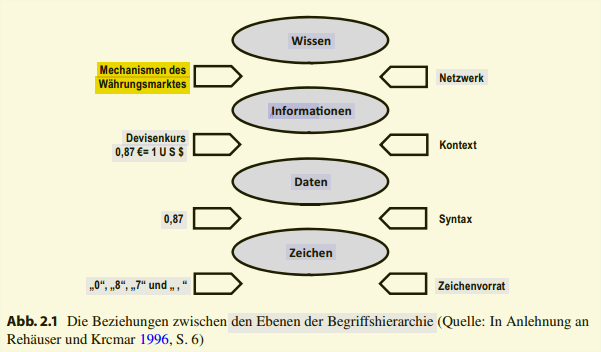 Wissen
Mechanismen des
Währungsmarktes
Netzwerk
Informationen
Devisenkurs
0,87 €= 1 U S $
Kontext
Daten
0,87
Syntax
Zeichen
„0“, „8“, „7“ und „ , “
Zeichenvorrat
Abb. 2.1 Die Beziehungen zwischen den Ebenen der Begriffshierarchie (Quelle: In Anlehnung an
Rehäuser und Krcmar 1996, S. 6)